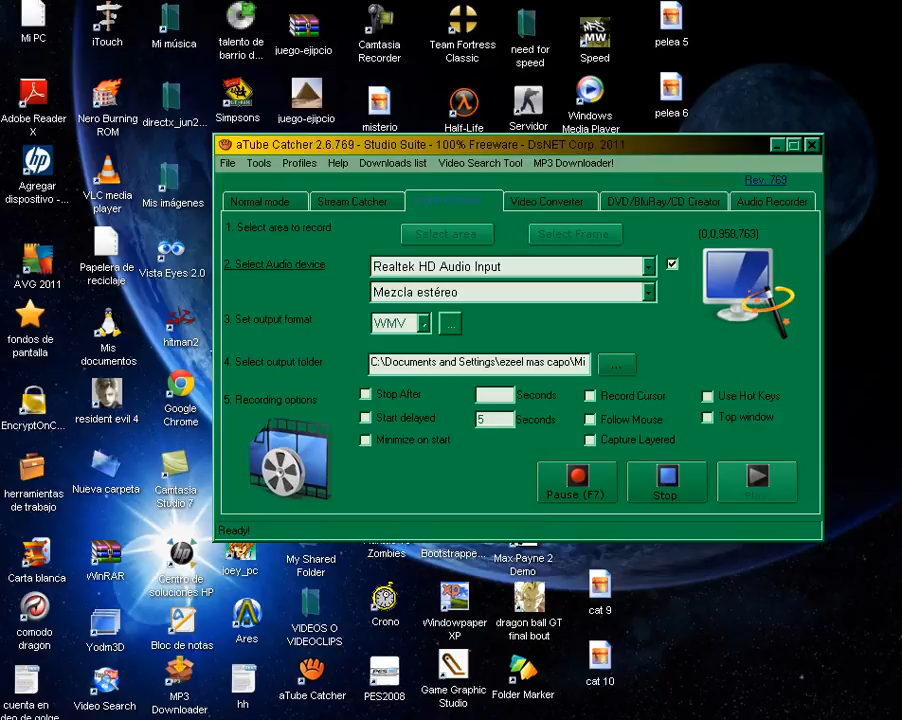 Mi PC
iTouch
Mi música
talento de
barrio d...
juego-ejipcio
Camtasia
Recorder
Team Fortress
Classic
need for
speed
Speed
pelea 5
Adobe Reader
X
Nero Burning
ROM
directx_jun2...
Simpsons
juego-ejipcio
misterio
Half-Life
Servidor
Windows
Media Player
pelea 6
aTube Catcher 2.6.769 - Studio Suite - 100% Freeware - DsNET Corp. 2011
File Tools Profiles Help Downloads list Video Search Tool MP3 Downloader!
Rev. 769
Normal mode
Stream Catcher
Video Converter
DVD/BluRay/CD Creator
Audio Recorder
1. Select area to record
Select area
Select Frame
(0,0,958,763)
2. Select Audio device
Realtek HD Audio Input
Mezcla estéreo
3. Set output format
WMV
...
4. Select output folder
C:\Documents and Settings\ezeel mas capo\Mi
...
5. Recording options
Stop After
Seconds
Record Cursor
Use Hot Keys
Start delayed
5
Seconds
Follow Mouse
Top window
Minimize on start
Capture Layered
Pause (F7)
Stop
Play
Ready!
Agregar
dispositivo -...
VLC media
player
Mis imágenes
AVG 2011
Papelera de
reciclaje
Vista Eyes 2.0
fondos de
pantalla
Mis
documentos
hitman2
EncryptOnC...
resident evil 4
Google
Chrome
herramientas
de trabajo
Nueva carpeta
Camtasia
Studio 7
Carta blanca
WinRAR
Centro de
soluciones HP
joey_pc
My Shared
Folder
Zombies
Bootstrappe...
Max Payne 2
Demo
comodo
dragon
Yodm3D
Bloc de notas
Ares
VIDEOS O
VIDEOCLIPS
Crono
Windowpaper
XP
dragon ball GT
final bout
cat 9
cuenta en
Video Search
MP3
Downloader
hh
aTube Catcher
PES2008
Game Graphic
Studio
Folder Marker
cat 10